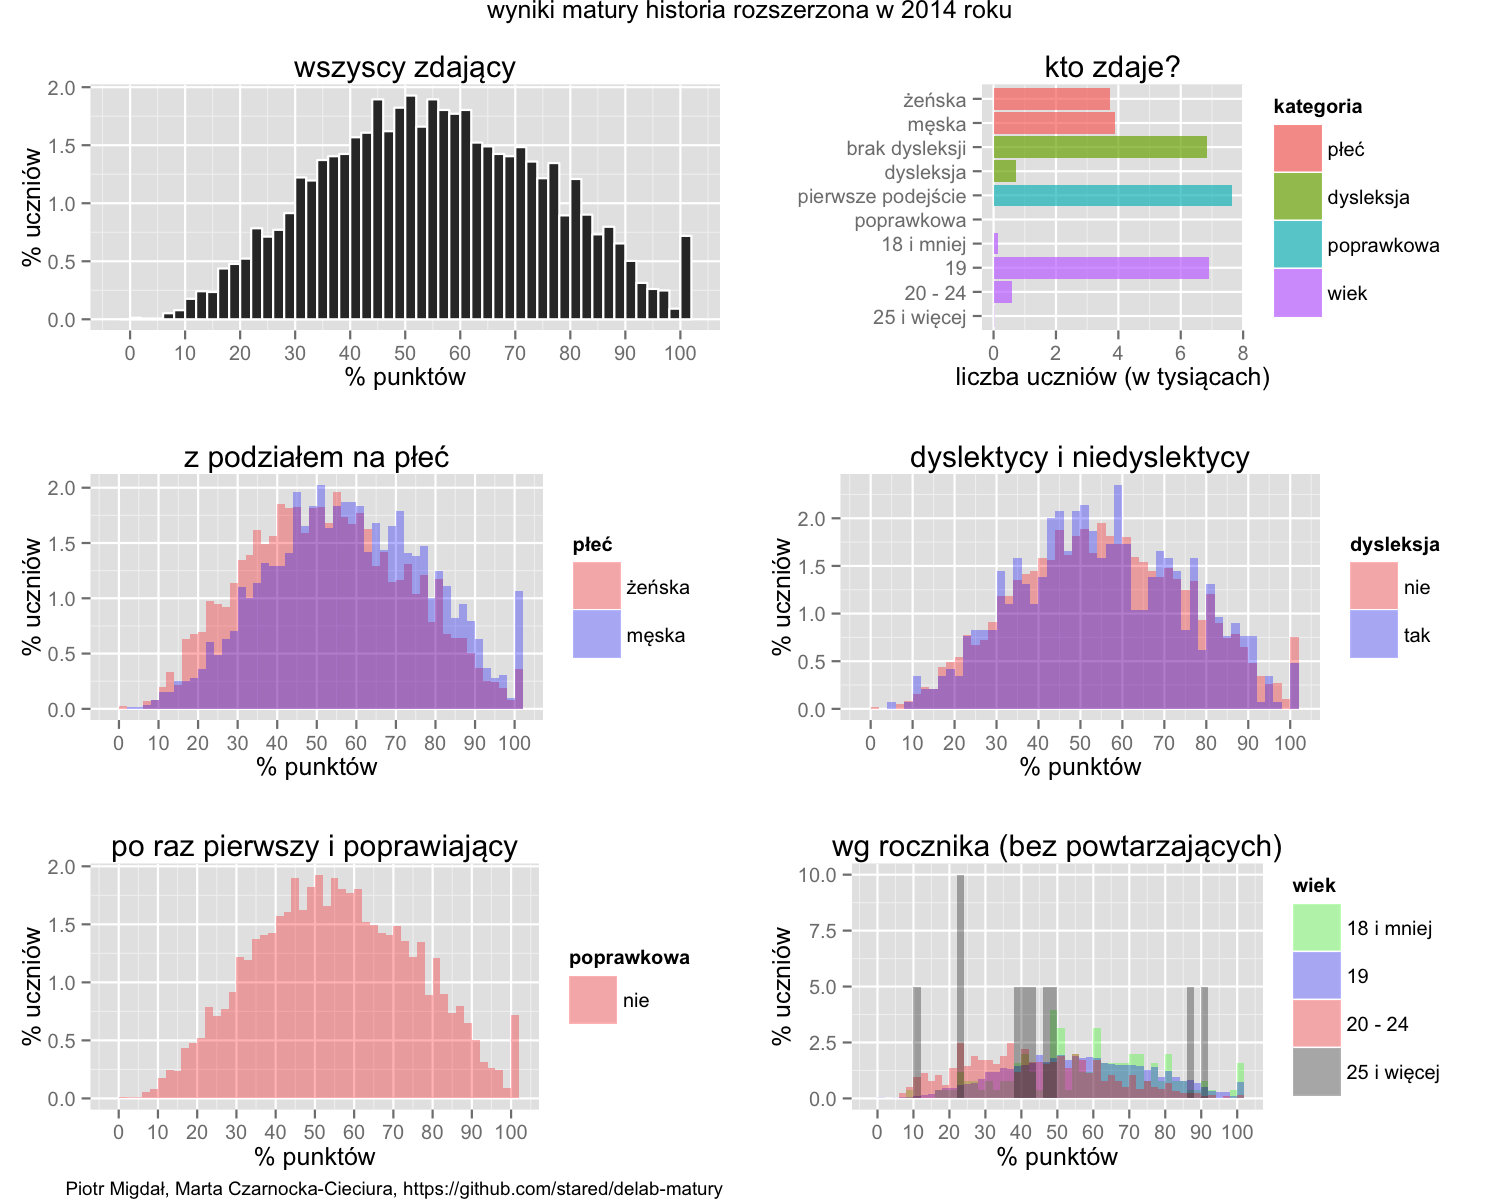 wyniki matury historia rozszerzona w 2014 roku
wszyscy zdający
2.0
1.5
1.0
0.5
0.0
% uczniów
0 10 20 30 40 50 60 70 80 90 100
% punktów
kto zdaje?
żeńska
męska
brak dysleksji
dysleksja
pierwsze podejście
poprawkowa
18 i mniej
19
20 - 24
25 i więcej
0 2 4 6 8
liczba uczniów (w tysiącach)
kategoria
płeć
dysleksja
poprawkowa
wiek
z podziałem na płeć
2.0
1.5
1.0
0.5
0.0
% uczniów
0 10 20 30 40 50 60 70 80 90 100
% punktów
płeć
żeńska
męska
dyslektycy i niedyslektycy
2.0
1.5
1.0
0.5
0.0
% uczniów
0 10 20 30 40 50 60 70 80 90 100
% punktów
dysleksja
nie
tak
po raz pierwszy i poprawiający
2.0
1.5
1.0
0.5
0.0
% uczniów
0 10 20 30 40 50 60 70 80 90 100
% punktów
poprawkowa
nie
wg rocznika (bez powtarzających)
10.0
7.5
5.0
2.5
0.0
% uczniów
0 10 20 30 40 50 60 70 80 90 100
% punktów
wiek
18 i mniej
19
20 - 24
25 i więcej
Piotr Migdał, Marta Czarnocka-Cieciura, https://github.com/stared/delab-matury